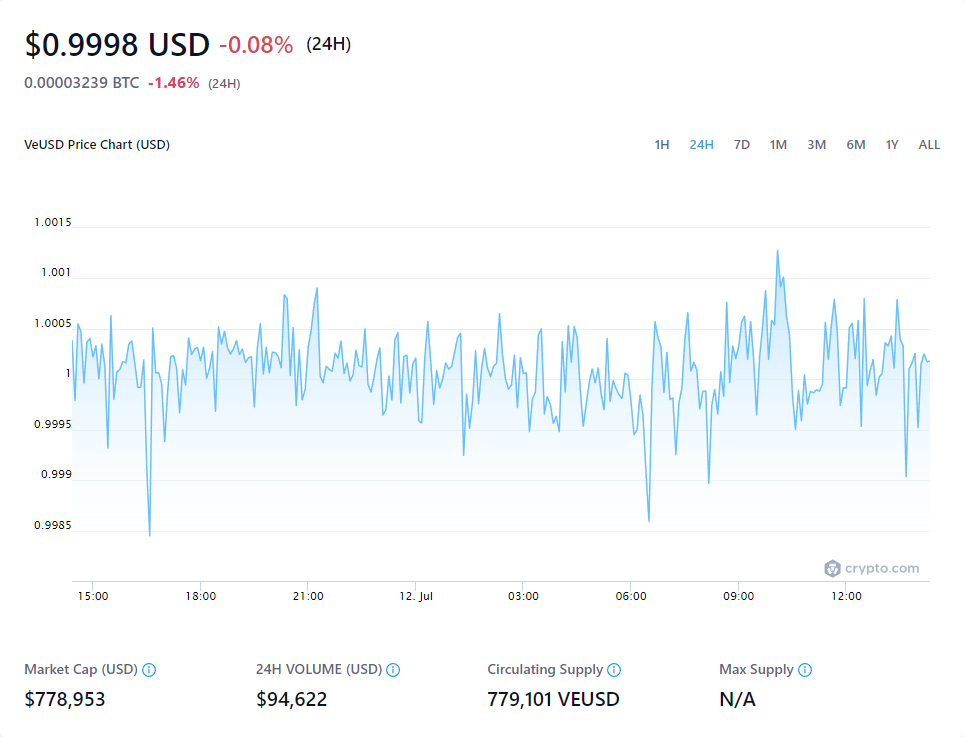 $0.9998 USD -0.08% (24H)
0.00003239 BTC -1.46% (24H)
VeUSD Price Chart (USD) 1H 24H 7D 1M 3M 6M 1Y ALL
1.0015
1.001
1.0005
1
0.9995
0.999
0.9985
crypto.com
15:00 18:00 21:00 12. Jul 03:00 06:00 09:00 12:00
Market Cap (USD) 24H VOLUME (USD) Circulating Supply Max Supply
$778,953 $94,622 779,101 VEUSD N/A